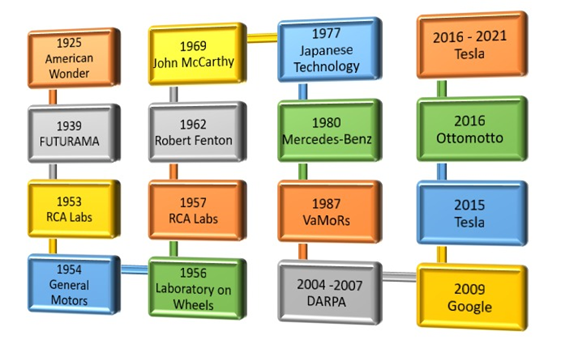 1925
American
Wonder
1939
FUTURAMA
1953
RCA Labs
1954
General
Motors
1956
Laboratory on
Wheels
1957
RCA Labs
1962
Robert Fenton
1969
John McCarthy
1977
Japanese
Technology
1980
Mercedes-Benz
1987
VaMoRs
2004 -2007
DARPA
2009
Google
2015
Tesla
2016
Ottomotto
2016 - 2021
Tesla